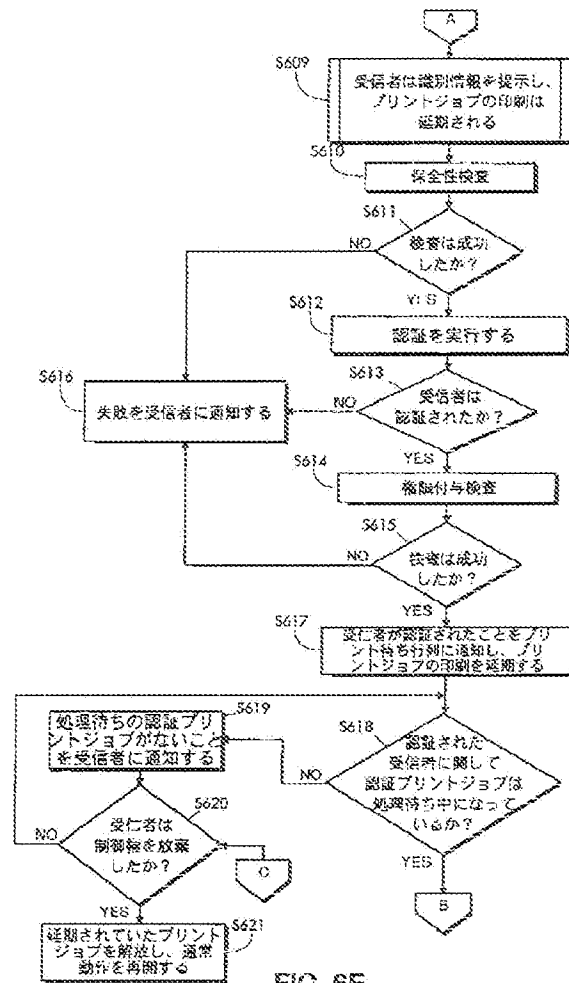 A
S609
受信者は識別情報を提示し、
プリントジョブの印刷は
延期される
S610
保全性検査
S611
検査は成功
したか？
NO
YES
S612
認証を実行する
S613
受信者は
認証されたか？
NO
YES
S616
失敗を受信者に通知する
S614
権限付与検査
S615
検査は成功
したか？
NO
YES
S617
受信者が認証されたことをプリ
ント待ち行列に通知し、プリ
ントジョブの印刷を延期する
S618
認証された
受信者に関して
認証プリントジョブは
処理待ち中になって
いるか？
NO
YES
B
S619
処理待ちの認証プリント
ジョブがないこと
を受信者に通知する
S620
受信者は
制御権を放棄
したか？
NO
YES
C
S621
延期されていたプリント
ジョブを解放し、通常
動作を再開する
FIG. 6E